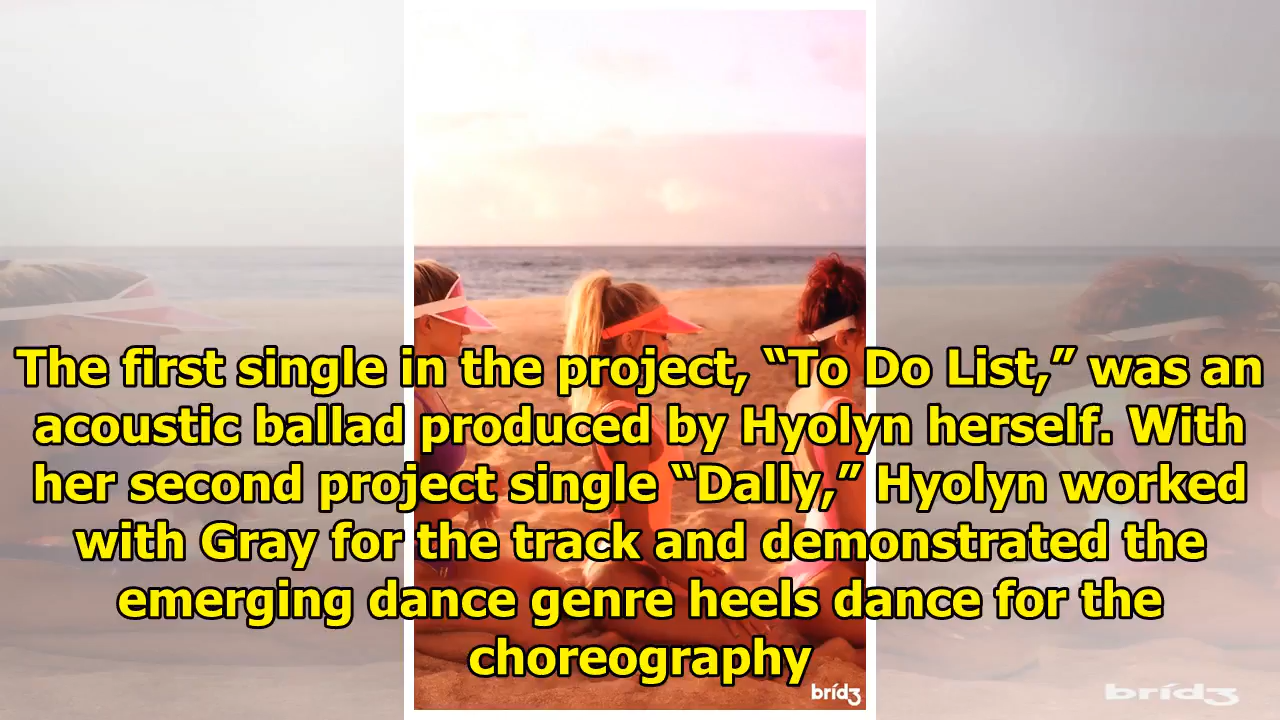 The first single in the project, “To Do List,” was an
acoustic ballad produced by Hyolyn herself. With
her second project single “Dally,” Hyolyn worked
with Gray for the track and demonstrated the
emerging dance genre heels dance for the
choreography
bríd3
bríd3